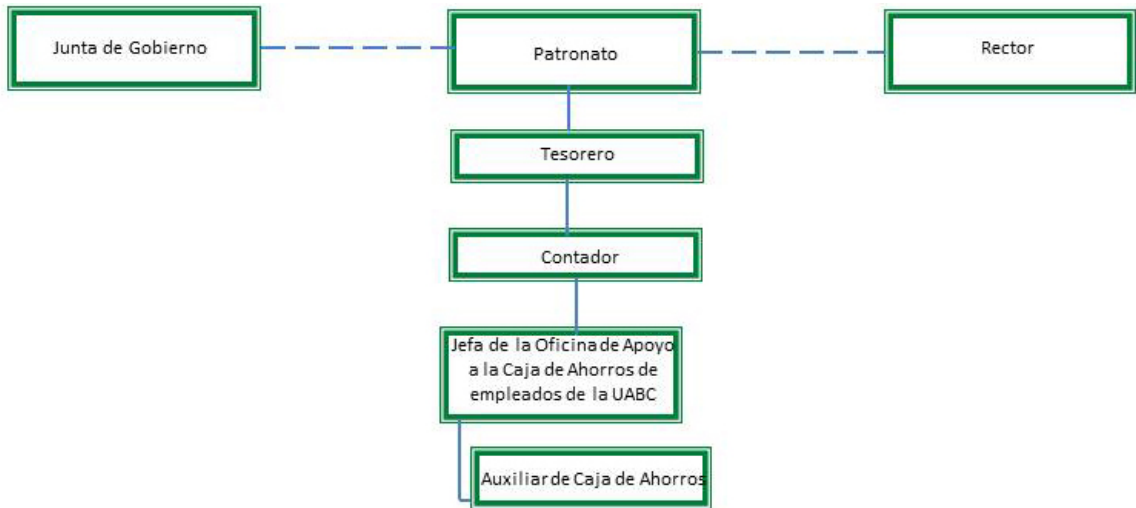 Junta de Gobierno
Patronato
Rector
Tesorero
Contador
Jefa de la Oficina de Apoyo
a la Caja de Ahorros de
empleados de la UABC
Auxiliar de Caja de Ahorros